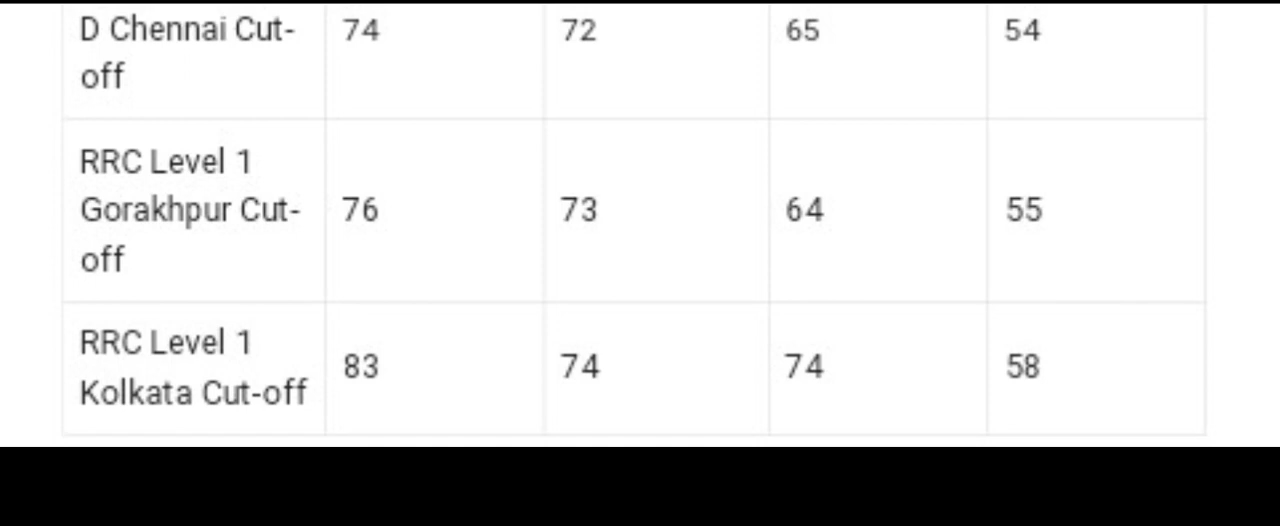 D Chennai Cut-
off
74 72 65 54
RRC Level 1
Gorakhpur Cut-
off
76 73 64 55
RRC Level 1
Kolkata Cut-off
83 74 74 58